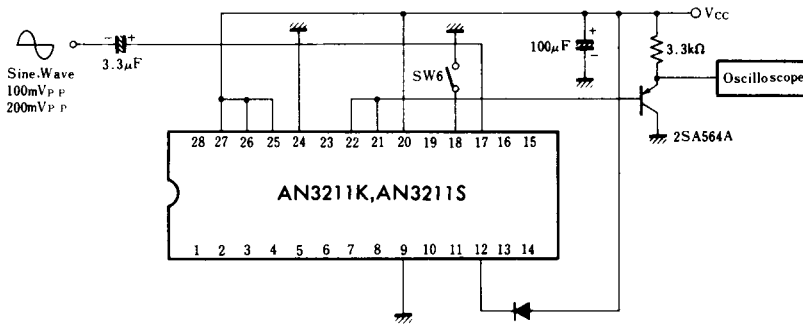 VCC
− +
3.3μF
Sine-Wave
100mVP P
200mVP P
SW6
100μF
+
−
3.3kΩ
Oscilloscope
2SA564A
28 27 26 25 24 23 22 21 20 19 18 17 16 15
AN3211K, AN3211S
1 2 3 4 5 6 7 8 9 10 11 12 13 14